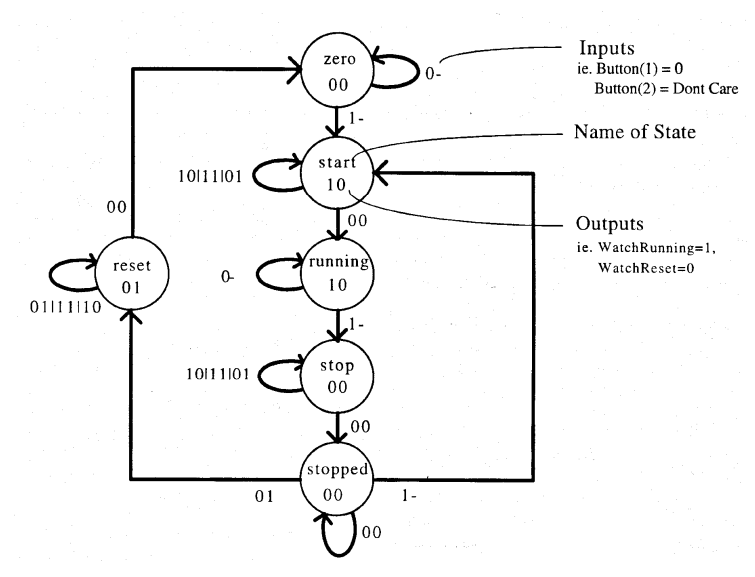 zero
00
0-
Inputs
ie. Button(1) = 0
Button(2) = Dont Care
1-
Name of State
start
10
10|11|01
00
Outputs
ie. WatchRunning=1,
WatchReset=0
00
reset
01
01|11|10
running
10
0-
1-
stop
00
10|11|01
00
stopped
00
01
1-
00